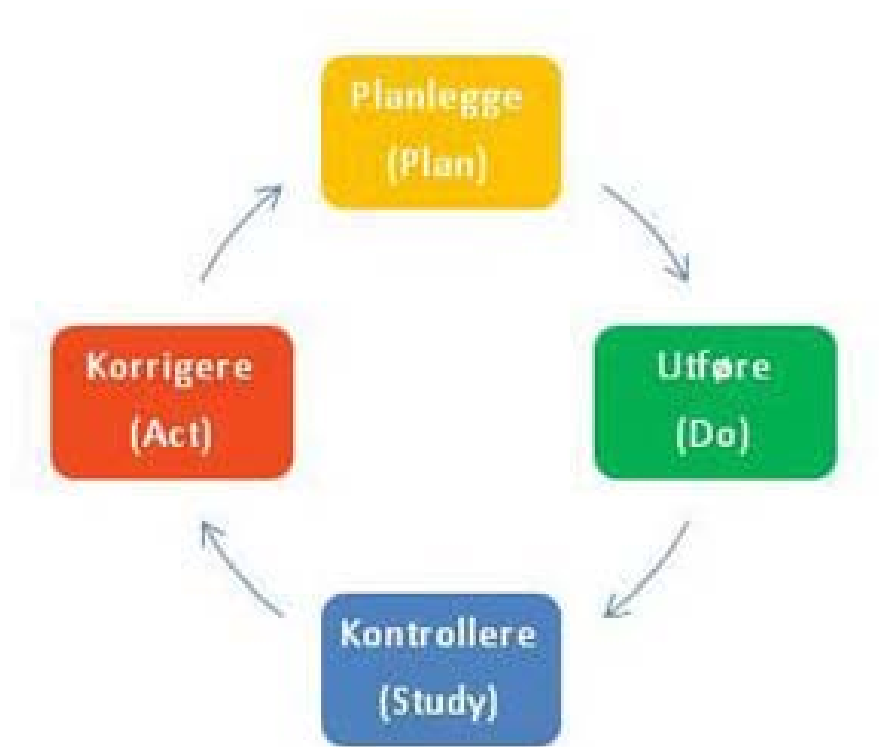 Planlegge
(Plan)
Utføre
(Do)
Kontrollere
(Study)
Korrigere
(Act)